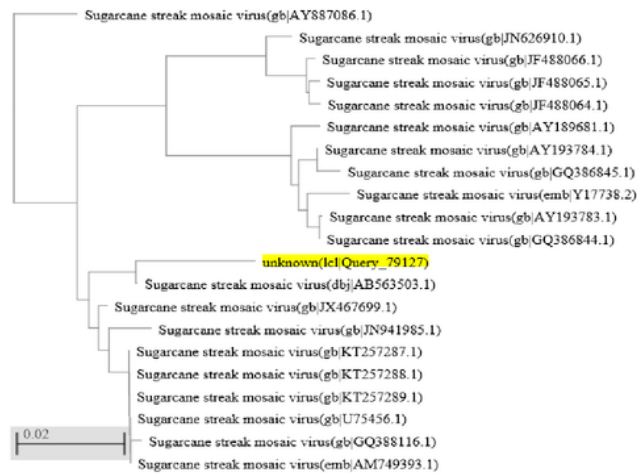 Sugarcane streak mosaic virus(gb|AY887086.1)
Sugarcane streak mosaic virus(gb|JN626910.1)
Sugarcane streak mosaic virus(gb|JF488066.1)
Sugarcane streak mosaic virus(gb|JF488065.1)
Sugarcane streak mosaic virus(gb|JF488064.1)
Sugarcane streak mosaic virus(gb|AY189681.1)
Sugarcane streak mosaic virus(gb|AY193784.1)
Sugarcane streak mosaic virus(gb|GQ386845.1)
Sugarcane streak mosaic virus(emb|Y17738.2)
Sugarcane streak mosaic virus(gb|AY193783.1)
Sugarcane streak mosaic virus(gb|GQ386844.1)
unknown(lcl|Query_79127)
Sugarcane streak mosaic virus(dbj|AB563503.1)
Sugarcane streak mosaic virus(gb|JX467699.1)
Sugarcane streak mosaic virus(gb|JN941985.1)
Sugarcane streak mosaic virus(gb|KT257287.1)
Sugarcane streak mosaic virus(gb|KT257288.1)
Sugarcane streak mosaic virus(gb|KT257289.1)
Sugarcane streak mosaic virus(gb|U75456.1)
0.02
Sugarcane streak mosaic virus(gb|GQ388116.1)
Sugarcane streak mosaic virus(emb|AM749393.1)